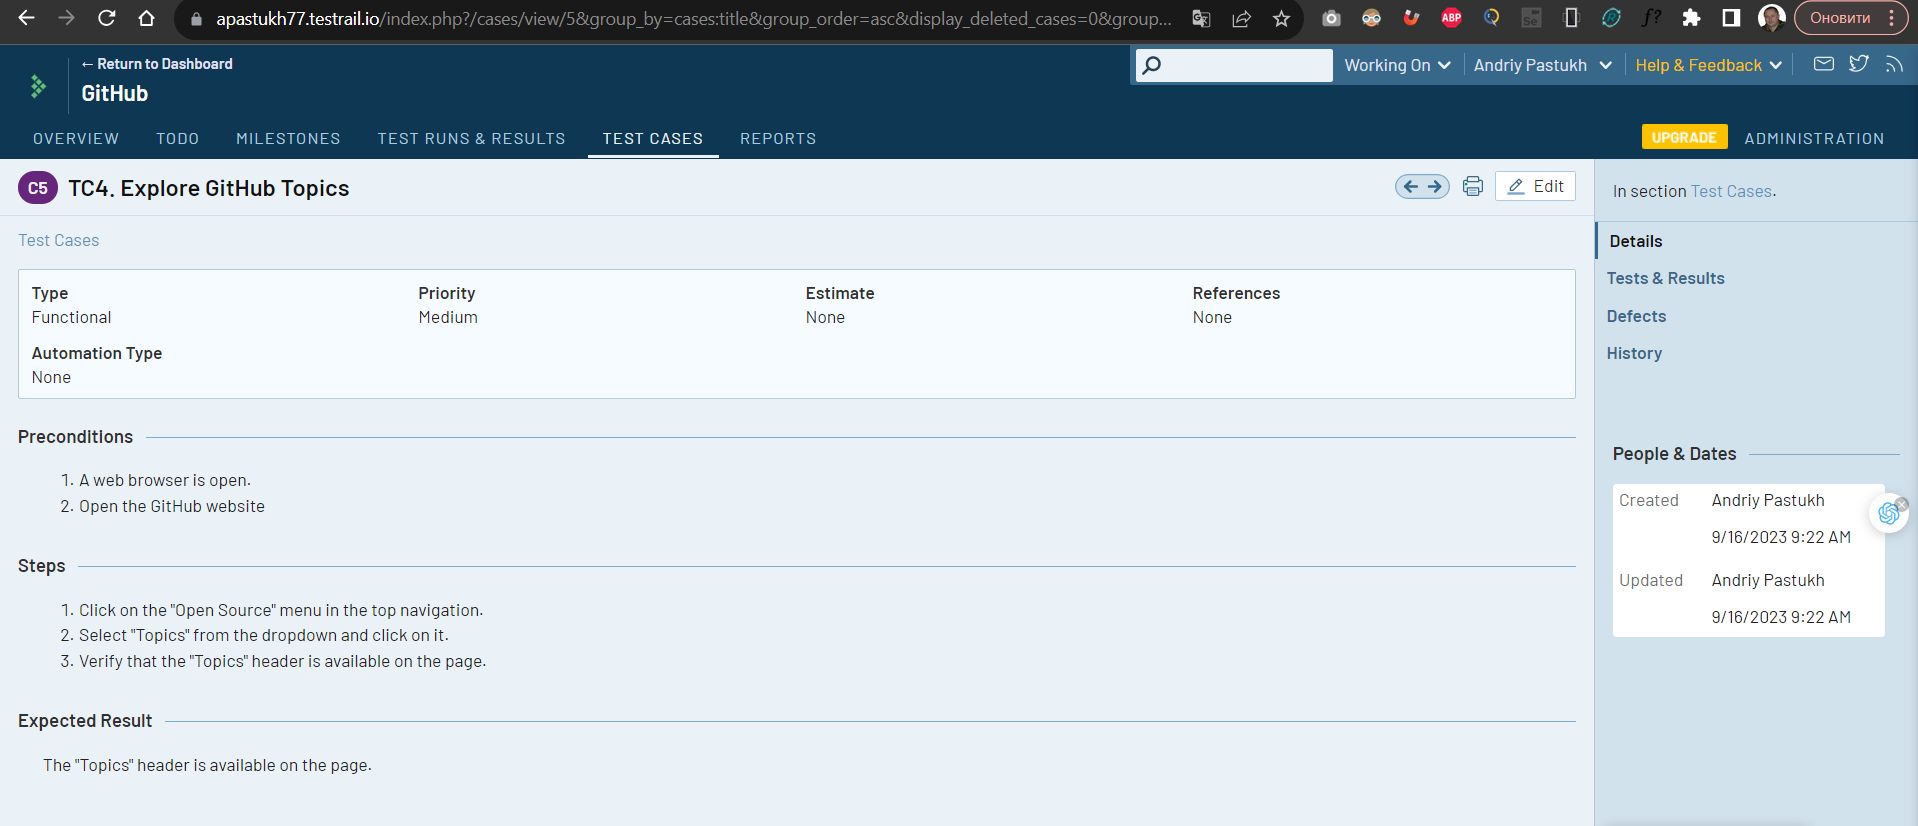 apastukh77.testrail.io/index.php?/cases/view/5&group_by=cases:title&group_order=asc&display_deleted_cases=0&group...
ABP
Se
f?
Оновити
← Return to Dashboard
GitHub
Working On
Andriy Pastukh
Help & Feedback
OVERVIEW
TODO
MILESTONES
TEST RUNS & RESULTS
TEST CASES
REPORTS
UPGRADE
ADMINISTRATION
C5
TC4. Explore GitHub Topics
Edit
In section Test Cases.
Test Cases
Type
Functional
Priority
Medium
Estimate
None
References
None
Automation Type
None
Details
Tests & Results
Defects
History
Preconditions
1. A web browser is open.
2. Open the GitHub website
Steps
1. Click on the "Open Source" menu in the top navigation.
2. Select "Topics" from the dropdown and click on it.
3. Verify that the "Topics" header is available on the page.
Expected Result
The "Topics" header is available on the page.
People & Dates
Created Andriy Pastukh
9/16/2023 9:22 AM
Updated Andriy Pastukh
9/16/2023 9:22 AM